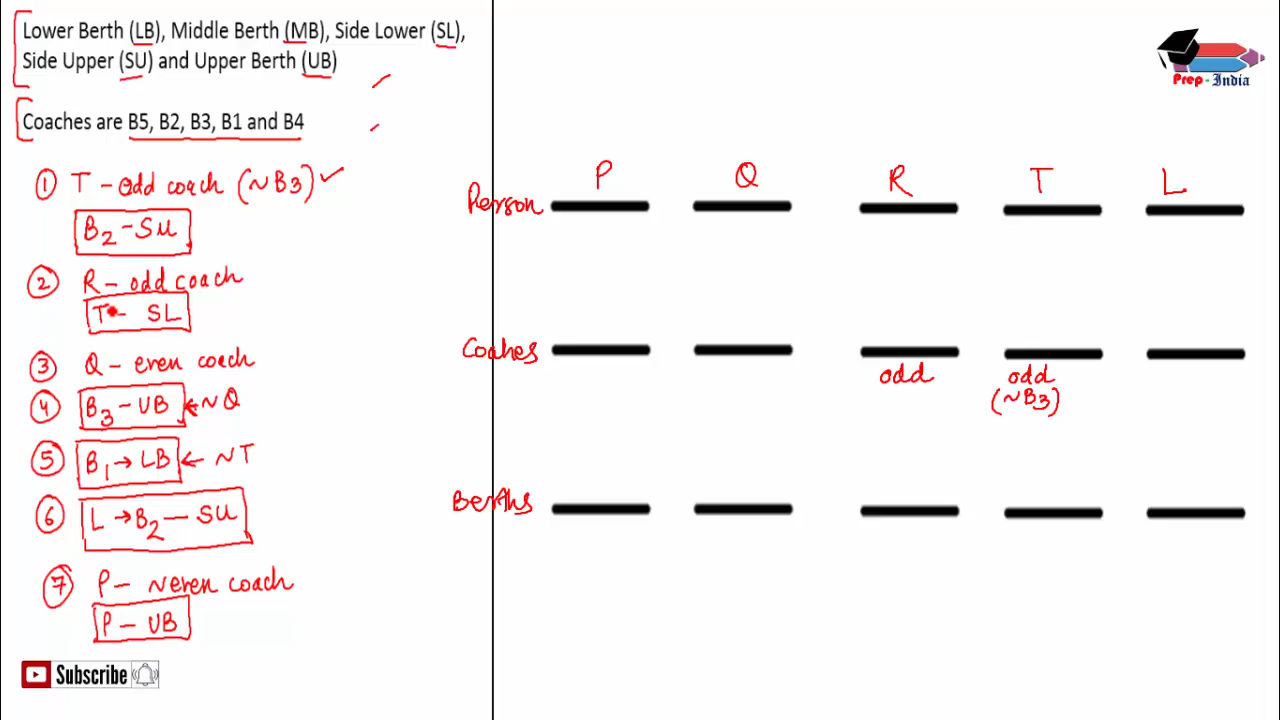 Lower Berth (LB), Middle Berth (MB), Side Lower (SL),
Side Upper (SU) and Upper Berth (UB)
Coaches are B5, B2, B3, B1 and B4
① T - odd coach (~B3) ✓
B2 - SU
② R - odd coach
T - SL
③ Q - even coach
④ B3 - UB ← ~Q
⑤ B1 → LB ← ~T
⑥ L → B2 - SU
⑦ P - ~even coach
P - UB
Subscribe
Prep-India
P Q R T L
Person
Coahes
odd odd
(~B3)
Berths